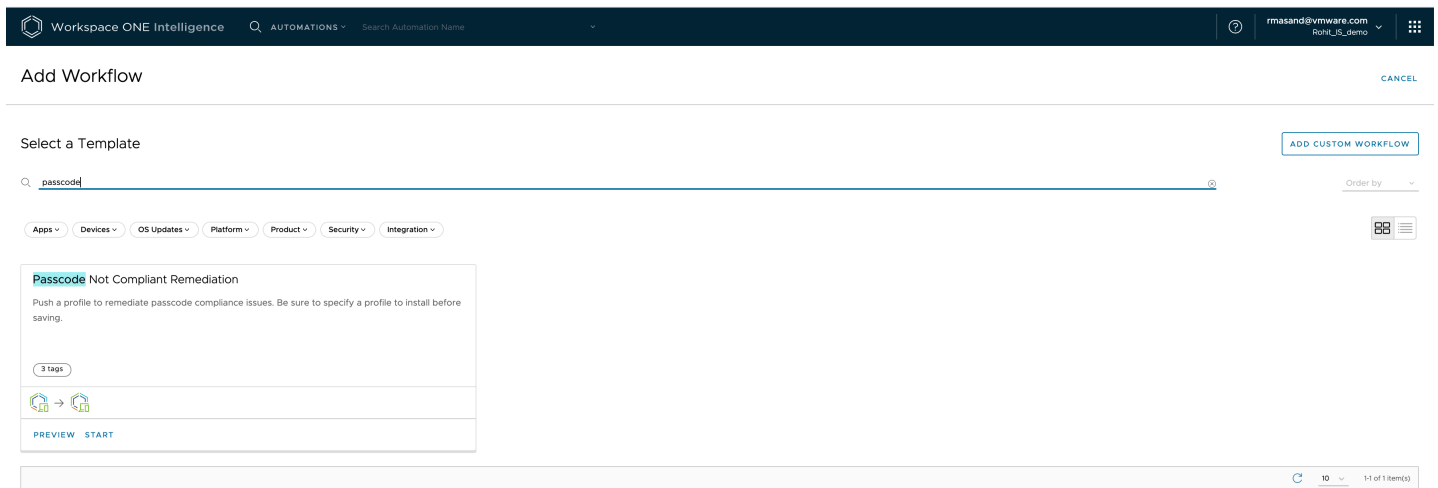 Workspace ONE Intelligence
AUTOMATIONS
Search Automation Name
rmasand@vmware.com
Rohit_IS_demo
Add Workflow
CANCEL
Select a Template
ADD CUSTOM WORKFLOW
passcode
Order by
Apps
Devices
OS Updates
Platform
Product
Security
Integration
Passcode Not Compliant Remediation
Push a profile to remediate passcode compliance issues. Be sure to specify a profile to install before
saving.
3 tags
PREVIEW START
10
1-1 of 1 item(s)